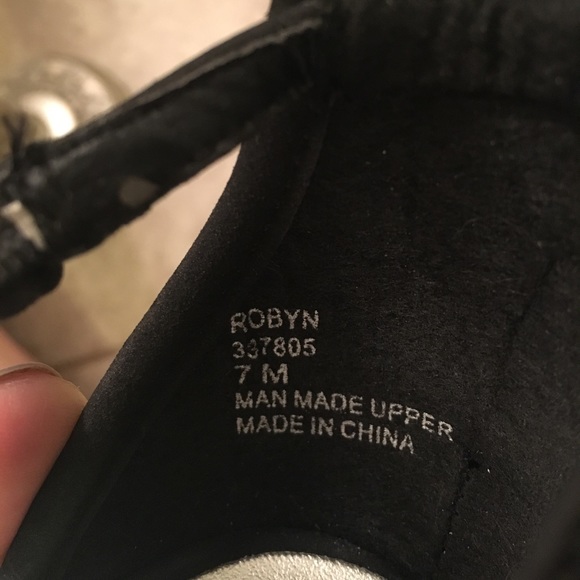 ROBYN
337805
7 M
MAN MADE UPPER
MADE IN CHINA